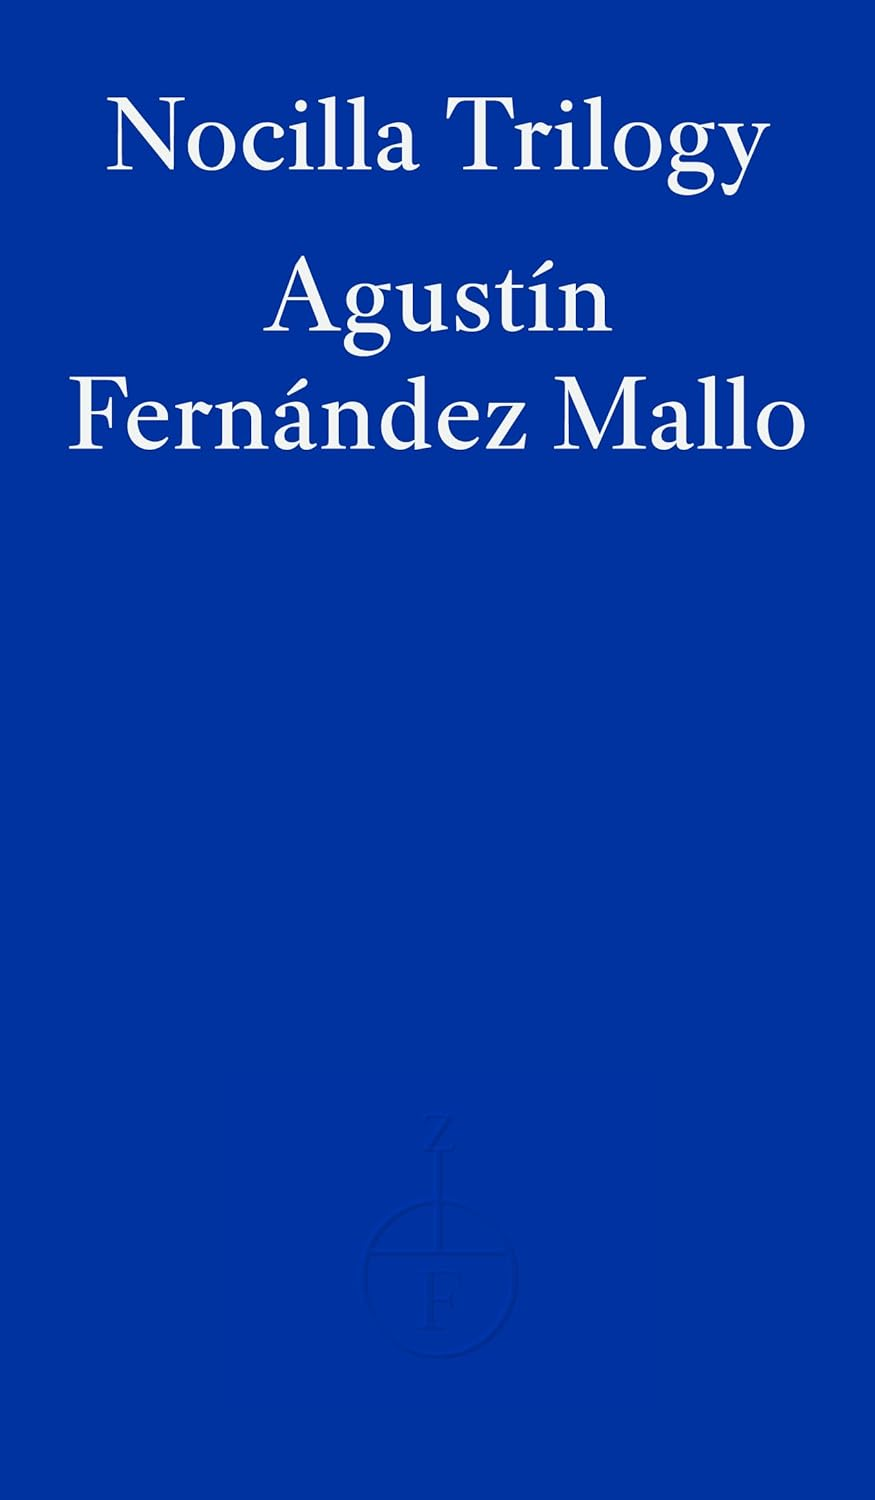 Nocilla Trilogy
Agustín
Fernández Mallo
Z
F